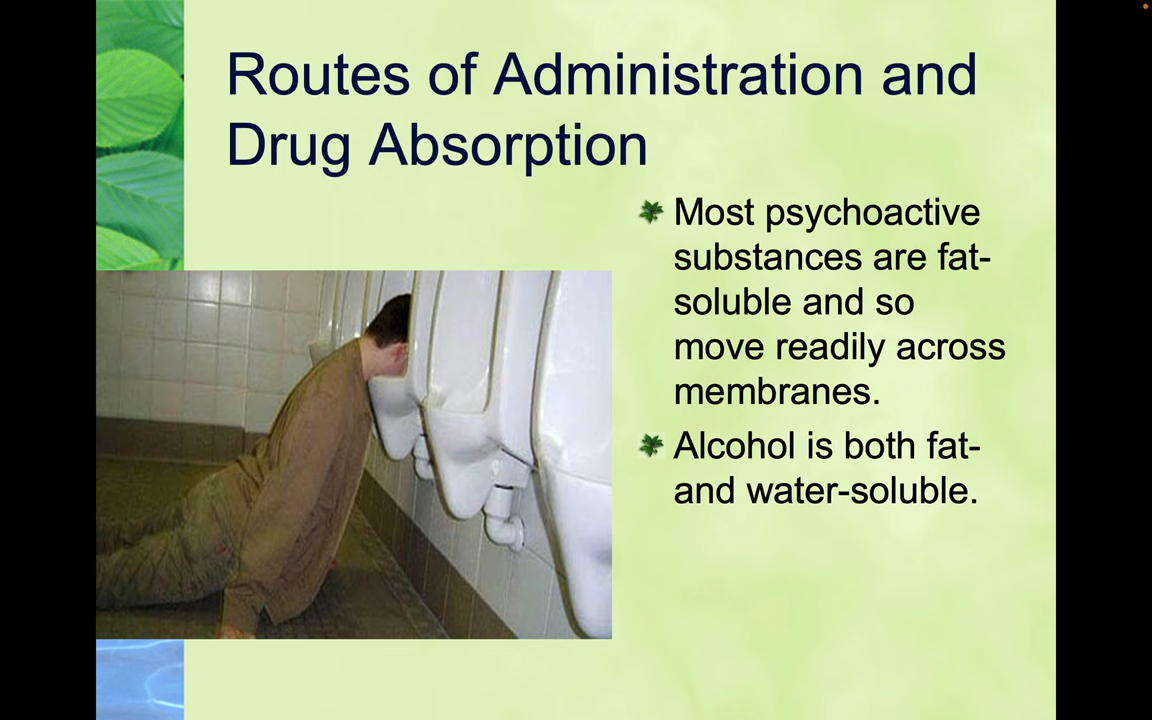 Routes of Administration and
Drug Absorption
Most psychoactive
substances are fat-
soluble and so
move readily across
membranes.
Alcohol is both fat-
and water-soluble.